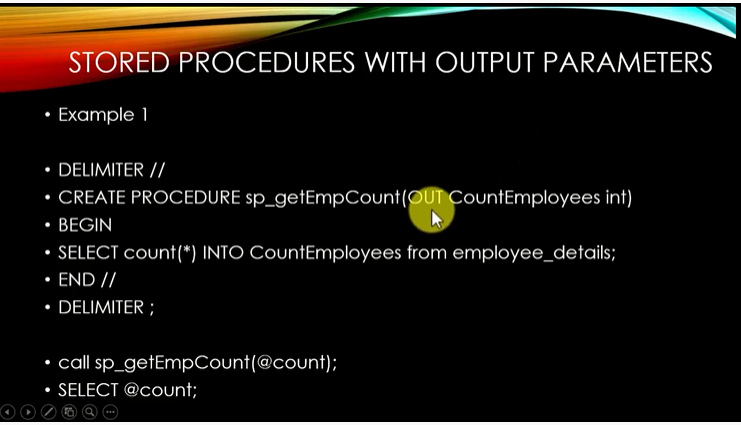 STORED PROCEDURES WITH OUTPUT PARAMETERS
• Example 1
• DELIMITER //
• CREATE PROCEDURE sp_getEmpCount(OUT CountEmployees int)
• BEGIN
• SELECT count(*) INTO CountEmployees from employee_details;
• END //
• DELIMITER ;
• call sp_getEmpCount(@count);
• SELECT @count;